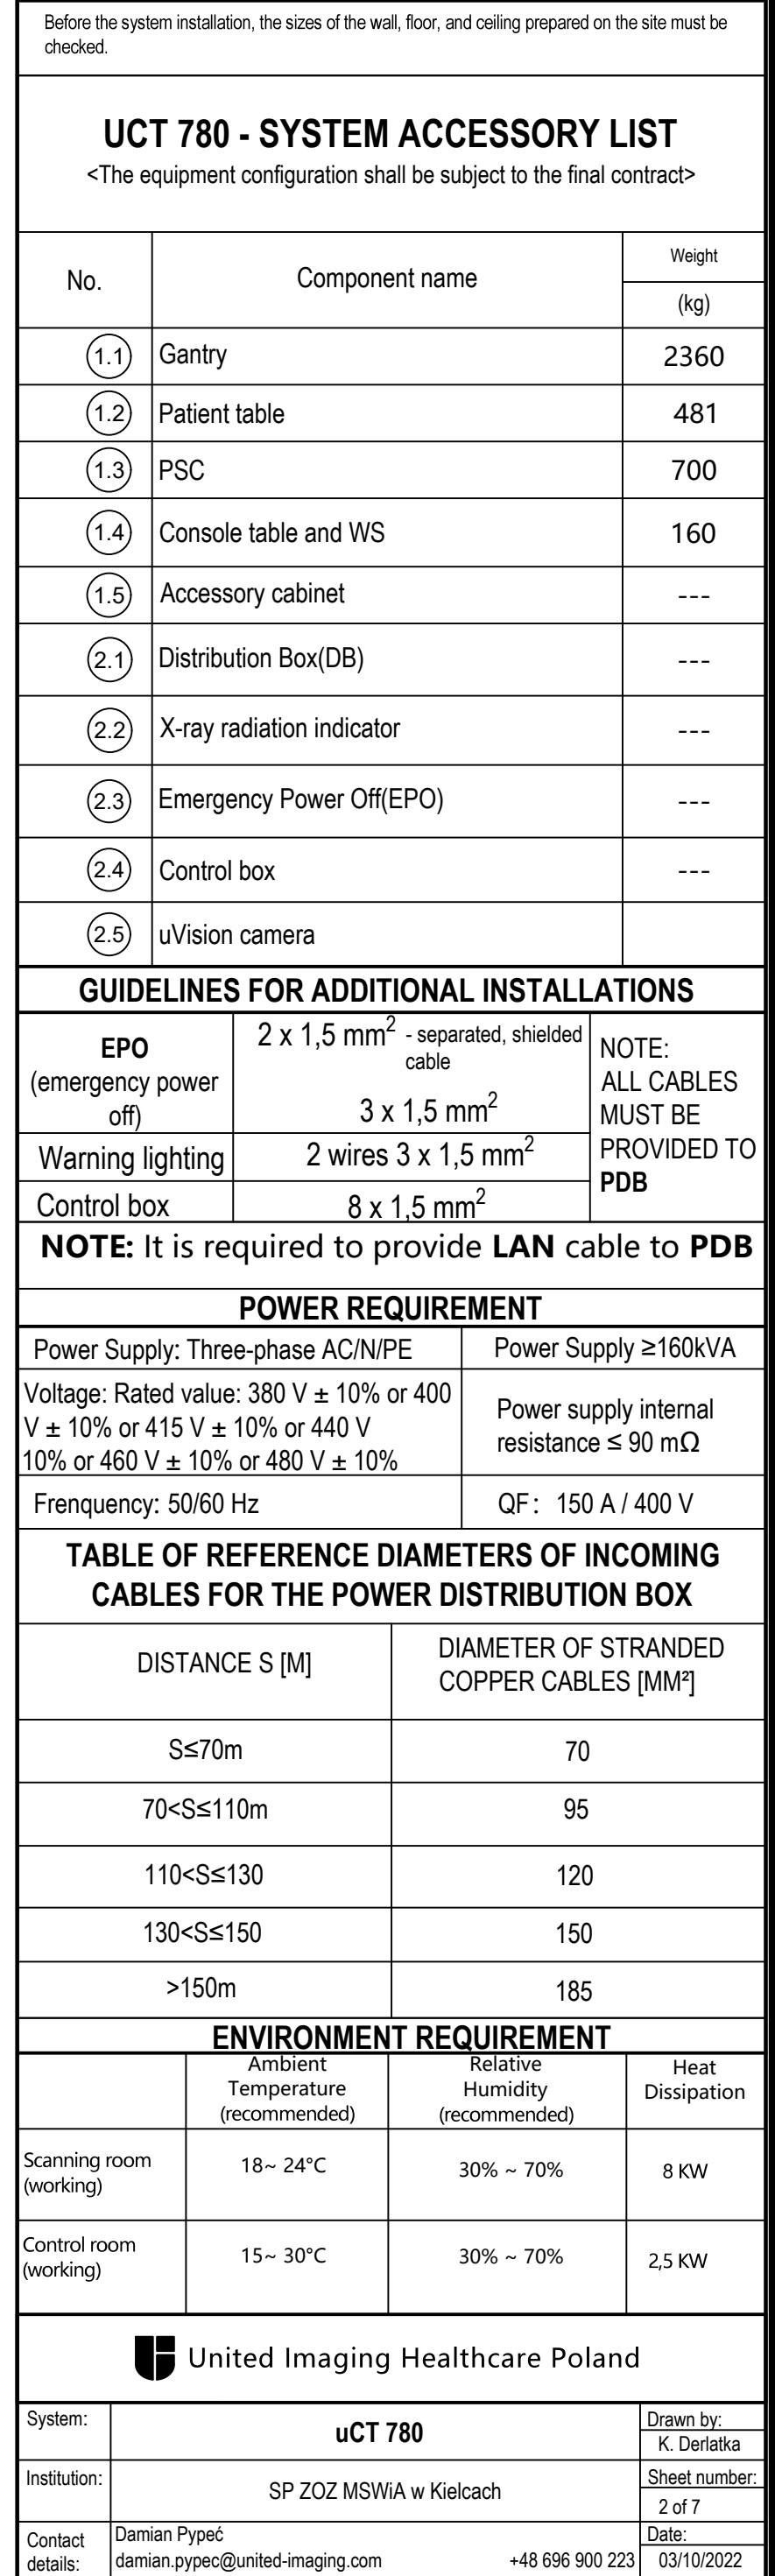 Before the system installation, the sizes of the wall, floor, and ceiling prepared on the site must be
checked.
UCT 780 - SYSTEM ACCESSORY LIST
<The equipment configuration shall be subject to the final contract>
No. Component name Weight
(kg)
1.1 Gantry 2360
1.2 Patient table 481
1.3 PSC 700
1.4 Console table and WS 160
1.5 Accessory cabinet ---
2.1 Distribution Box(DB) ---
2.2 X-ray radiation indicator ---
2.3 Emergency Power Off(EPO) ---
2.4 Control box ---
2.5 uVision camera
GUIDELINES FOR ADDITIONAL INSTALLATIONS
EPO
(emergency power
off)
2 x 1,5 mm² - separated, shielded
cable
3 x 1,5 mm²
Warning lighting 2 wires 3 x 1,5 mm²
Control box 8 x 1,5 mm²
NOTE:
ALL CABLES
MUST BE
PROVIDED TO
PDB
NOTE: It is required to provide LAN cable to PDB
POWER REQUIREMENT
Power Supply: Three-phase AC/N/PE Power Supply ≥160kVA
Voltage: Rated value: 380 V ± 10% or 400
V ± 10% or 415 V ± 10% or 440 V
10% or 460 V ± 10% or 480 V ± 10%
Power supply internal
resistance ≤ 90 mΩ
Frenquency: 50/60 Hz QF: 150 A / 400 V
TABLE OF REFERENCE DIAMETERS OF INCOMING
CABLES FOR THE POWER DISTRIBUTION BOX
DISTANCE S [M]
DIAMETER OF STRANDED
COPPER CABLES [MM²]
S≤70m 70
70<S≤110m 95
110<S≤130 120
130<S≤150 150
>150m 185
ENVIRONMENT REQUIREMENT
Ambient
Temperature
(recommended)
Relative
Humidity
(recommended)
Heat
Dissipation
Scanning room
(working)
18~ 24°C 30% ~ 70% 8 KW
Control room
(working)
15~ 30°C 30% ~ 70% 2,5 KW
United Imaging Healthcare Poland
System: uCT 780
Drawn by:
K. Derlatka
Institution: SP ZOZ MSWiA w Kielcach
Sheet number:
2 of 7
Contact
details:
Damian Pypeć
damian.pypec@united-imaging.com +48 696 900 223
Date:
03/10/2022